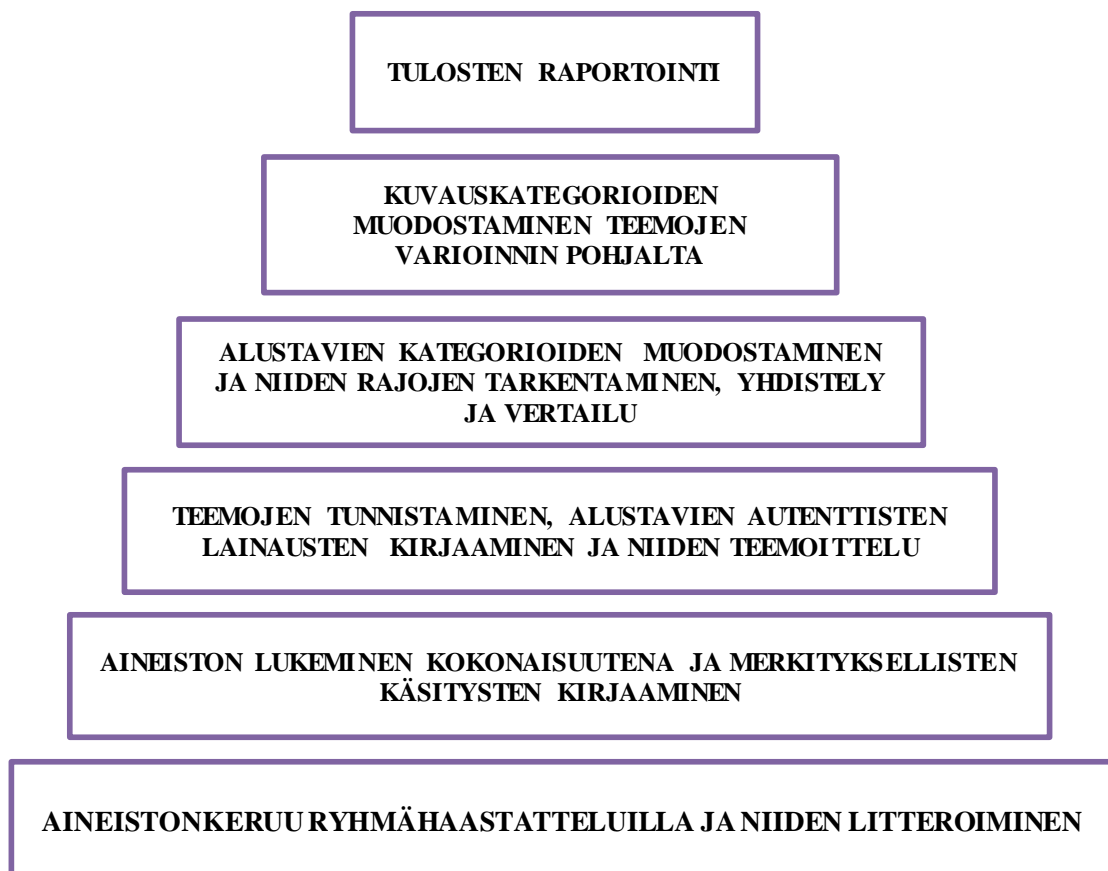 TULOSTEN RAPORTOINTI
KUVAUSKATEGORIOIDEN
MUODOSTAMINEN TEEMOJEN
VARIOINNIN POHJALTA
ALUSTAVIEN KATEGORIOIDEN MUODOSTAMINEN
JA NIIDEN RAJOJEN TARKENTAMINEN, YHDISTELY
JA VERTAILU
TEEMOJEN TUNNISTAMINEN, ALUSTAVIEN AUTENTTISTEN
LAINAUSTEN KIRJAAMINEN JA NIIDEN TEEMOITTELU
AINEISTON LUKEMINEN KOKONAISUUTENA JA MERKITYKSELLISTEN
KÄSITYSTEN KIRJAAMINEN
AINEISTONKERUU RYHMÄHAASTATTELUILLA JA NIIDEN LITTEROIMINEN